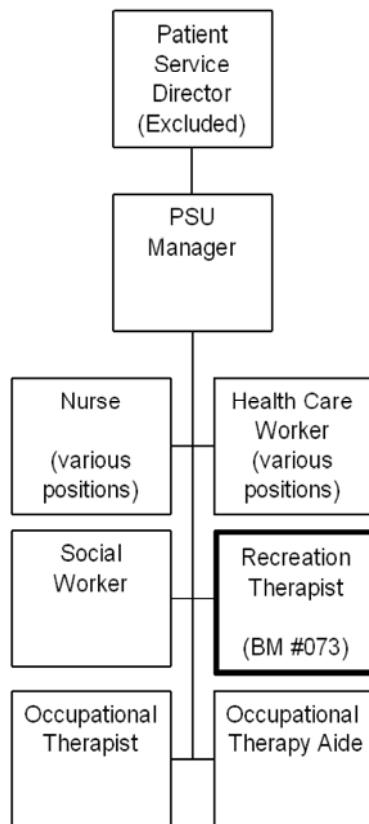 Patient
Service
Director
(Excluded)
PSU
Manager
Nurse
(various
positions)
Health Care
Worker
(various
positions)
Social
Worker
Recreation
Therapist
(BM #073)
Occupational
Therapist
Occupational
Therapy Aide